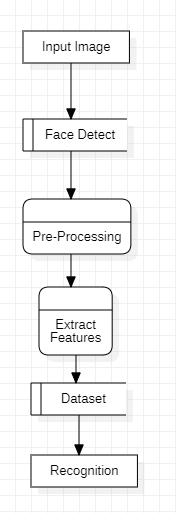 Input Image
Face Detect
Pre-Processing
Extract
Features
Dataset
Recognition